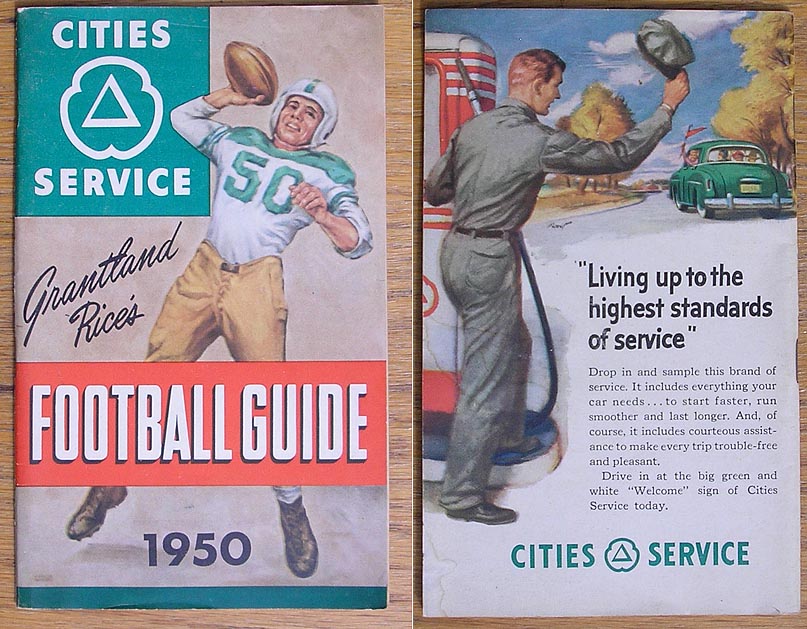 CITIES
SERVICE
50
Grantland
Rice's
FOOTBALL GUIDE
1950
"Living up to the
highest standards
of service"
Drop in and sample this brand of
service. It includes everything your
car needs . . . to start faster, run
smoother and last longer. And, of
course, it includes courteous assist-
ance to make every trip trouble-free
and pleasant.
Drive in at the big green and
white "Welcome" sign of Cities
Service today.
CITIES SERVICE